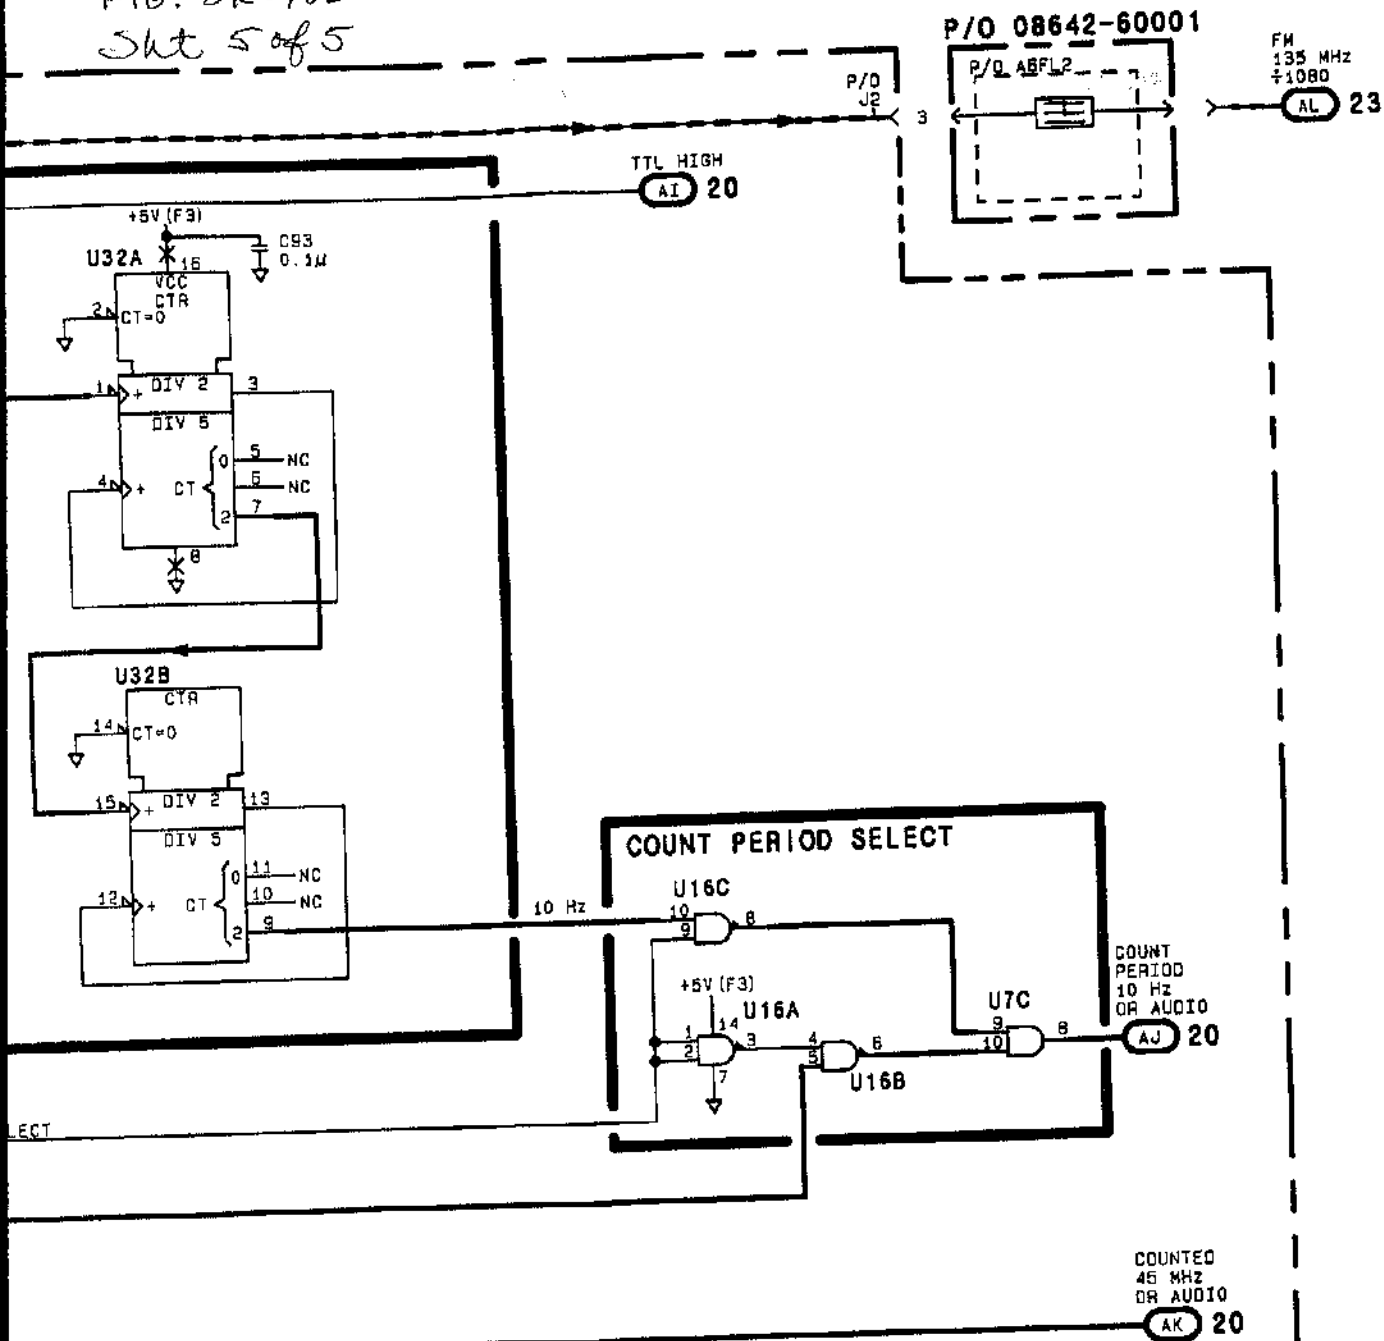 Sht 5 of 5
P/O 08642-60001
P/O A6FL2
P/O
J2
3
FM
135 MHz
÷1080
AL 23
TTL HIGH
AI 20
+5V (F3)
C93
0.1µ
U32A
16
VCC
CTR
2
CT=0
1
+
DIV 2
3
DIV 5
0
5
NC
4
+
CT
6
NC
2
7
8
U32B
CTR
14
CT=0
15
+
DIV 2
13
DIV 5
0
11
NC
12
+
CT
10
NC
2
9
10 Hz
COUNT PERIOD SELECT
U16C
10
9
8
+5V (F3)
14
U16A
1
2
3
7
4
5
6
U16B
U7C
9
10
8
COUNT
PERIOD
10 Hz
OR AUDIO
AJ 20
LECT
COUNTED
45 MHz
OR AUDIO
AK 20